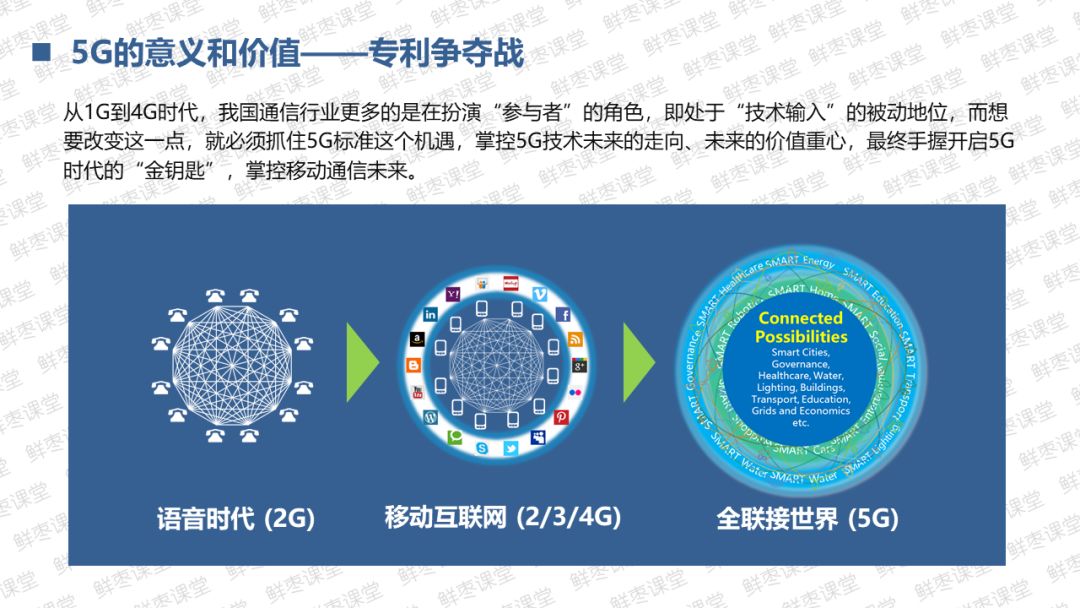 5G的意义和价值——专利争夺战
从1G到4G时代，我国通信行业更多的是在扮演“参与者”的角色，即处于“技术输入”的被动地位，而想
要改变这一点，就必须抓住5G标准这个机遇，掌控5G技术未来的走向、未来的价值重心，最终手握开启5G
时代的“金钥匙”，掌控移动通信未来。
SMART Governance SMART Healthcare SMART Energy SMART Education SMART Transport SMART Lighting SMART Water SMART Water
SMART Home
SMART Cars
Connected
Possibilities
Smart Cities,
Governance,
Healthcare, Water,
Lighting, Buildings,
Transport, Education,
Grids and Economics
etc.
语音时代 (2G)
移动互联网 (2/3/4G)
全联接世界 (5G)
鲜枣课堂